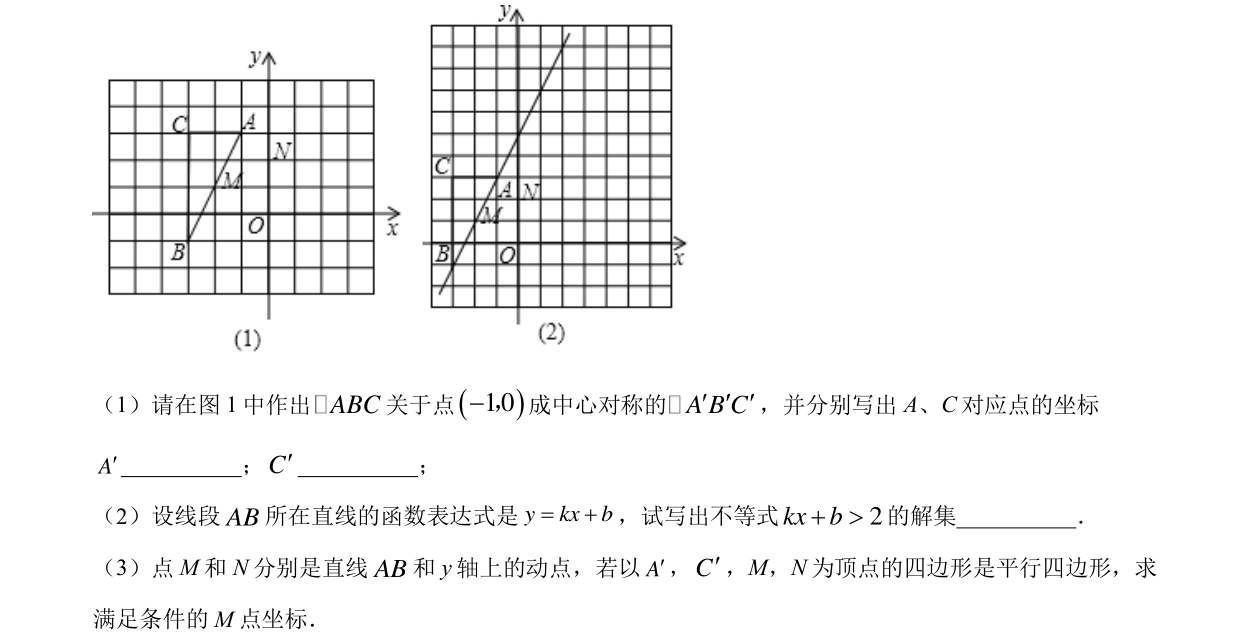 y
C A
N
M
O x
B
(1)
y
C
A N
M
B O x
(2)
（1）请在图 1 中作出□ABC 关于点(−1,0)成中心对称的□A′B′C′，并分别写出 A、C 对应点的坐标
A′__________；C′__________；
（2）设线段 AB 所在直线的函数表达式是 y=kx+b，试写出不等式 kx+b>2 的解集__________．
（3）点 M 和 N 分别是直线 AB 和 y 轴上的动点，若以 A′，C′，M，N 为顶点的四边形是平行四边形，求
满足条件的 M 点坐标．